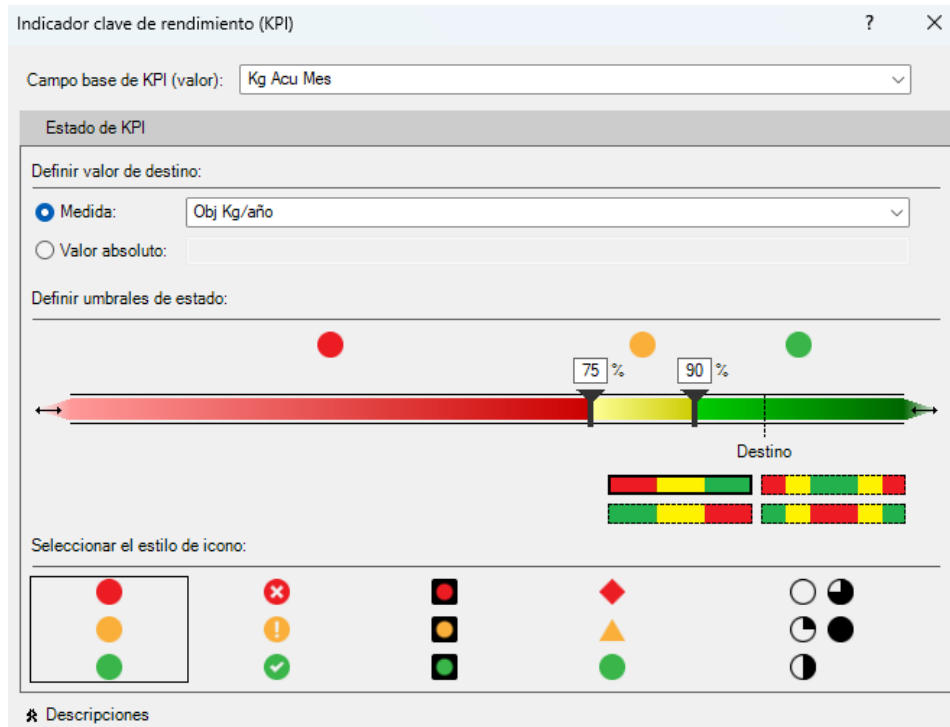 Indicador clave de rendimiento (KPI) ? ×
Campo base de KPI (valor): Kg Acu Mes
Estado de KPI
Definir valor de destino:
Medida: Obj Kg/año
Valor absoluto:
Definir umbrales de estado:
75 % 90 %
Destino
Seleccionar el estilo de icono:
Descripciones